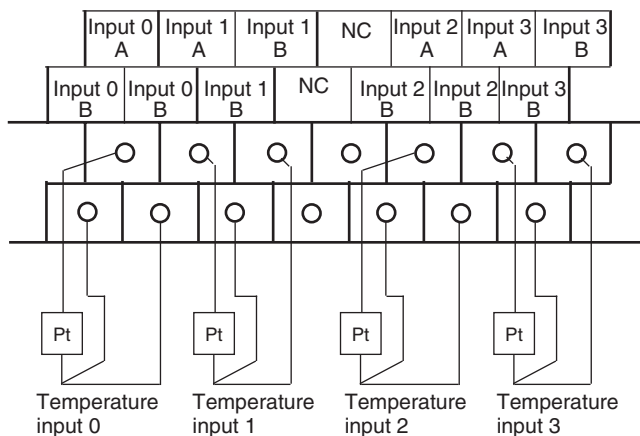 Input 0 A Input 1 A Input 1 B NC Input 2 A Input 3 A Input 3 B
Input 0 B Input 0 B Input 1 B NC Input 2 B Input 2 B Input 3 B
Pt Pt Pt Pt
Temperature input 0 Temperature input 1 Temperature input 2 Temperature input 3